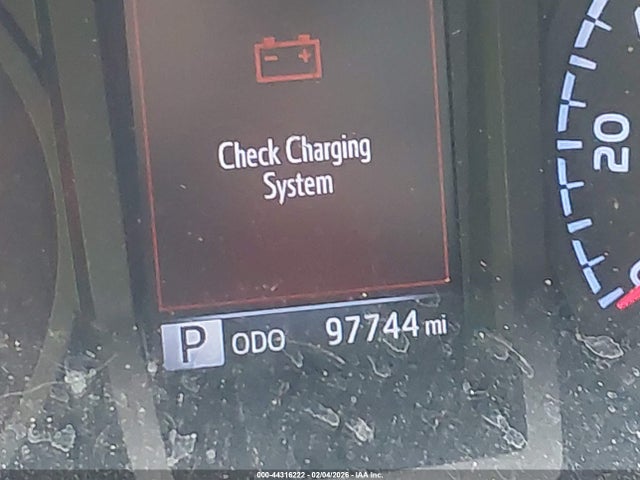 Check Charging
System
20
P ODO 97744 mi
000-44316222 - 02/04/2026 - IAA Inc.